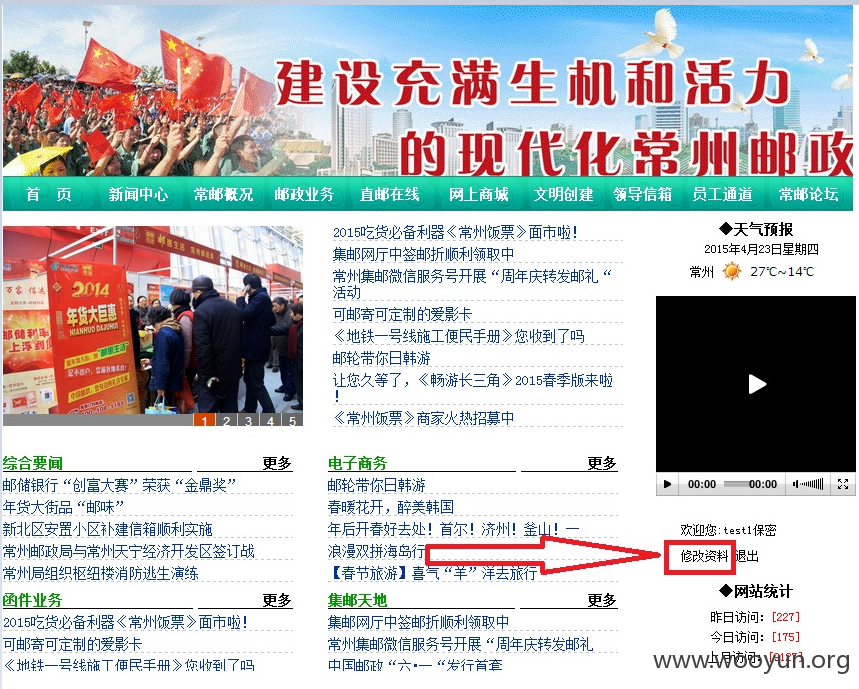 建设充满生机和活力
的现代化常州邮政
首 页 新闻中心 常邮概况 邮政业务 直邮在线 网上商城 文明创建 领导信箱 员工通道 常邮论坛
2014
年货大巨惠
NIANHUO DAJUHUI
1 2 3 4 5
2015吃货必备利器《常州饭票》面市啦!
集邮网厅中签邮折顺利领取中
常州集邮微信服务号开展“周年庆转发邮礼“
活动
可邮寄可定制的爱影卡
《地铁一号线施工便民手册》您收到了吗
邮轮带你日韩游
让您久等了，《畅游长三角》2015春季版来啦
!
《常州饭票》商家火热招募中
◆天气预报
2015年4月23日星期四
常州 27℃~14℃
00:00 00:00
综合要闻 更多
邮储银行“创富大赛”荣获“金鼎奖”
年货大街品“邮味”
新北区安置小区补建信箱顺利实施
常州邮政局与常州天宁经济开发区签订战
常州局组织枢纽楼消防逃生演练
电子商务 更多
邮轮带你日韩游
春暖花开，醉美韩国
年后开春好去处！首尔！济州！釜山！一
浪漫双拼海岛行
【春节旅游】喜气“羊”洋去旅行
欢迎您:test1保密
修改资料 退出
◆网站统计
昨日访问: [227]
今日访问: [175]
上月访问:
函件业务 更多
2015吃货必备利器《常州饭票》面市啦!
可邮寄可定制的爱影卡
《地铁一号线施工便民手册》您收到了吗
集邮天地 更多
集邮网厅中签邮折顺利领取中
常州集邮微信服务号开展“周年庆转发邮礼
中国邮政“六·一“发行首套
www.wooyun.org